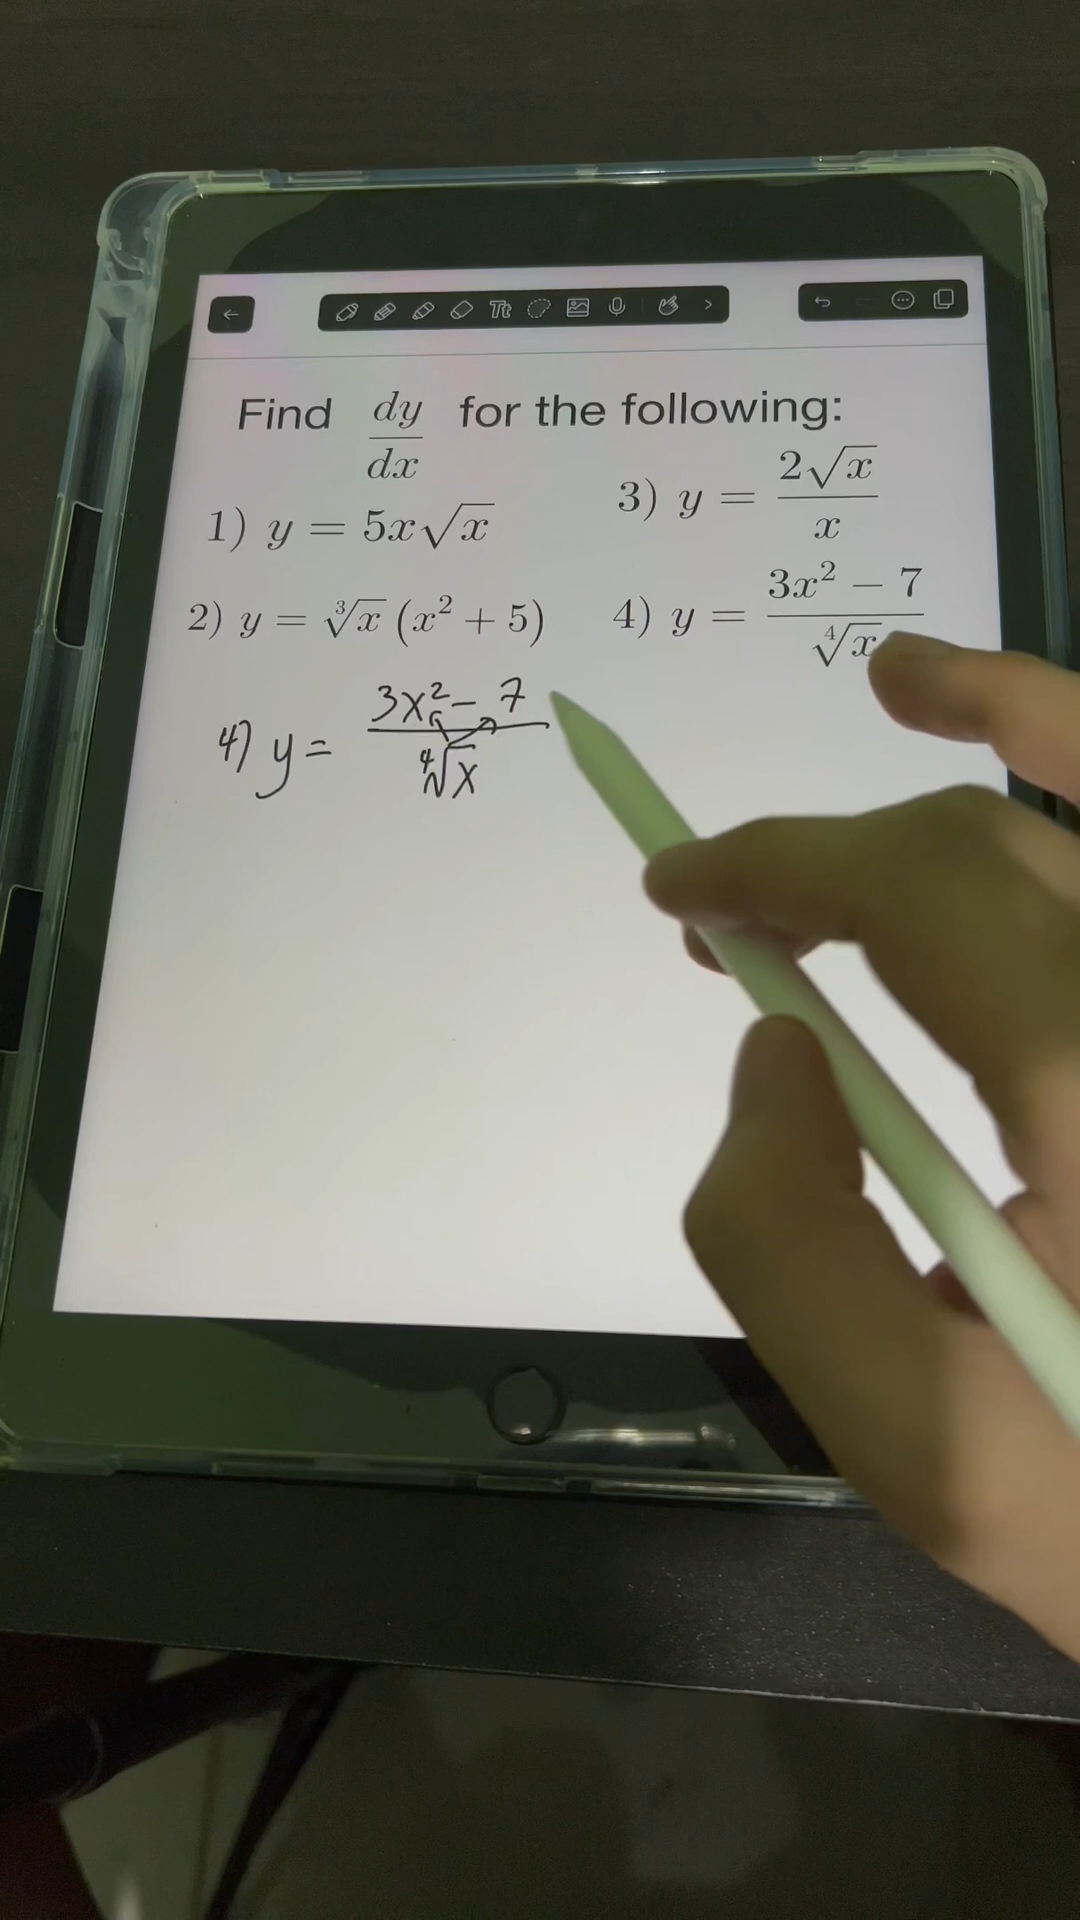 Find dy/dx for the following:
1) y = 5x√x
2) y = ∛x (x² + 5)
3) y = 2√x / x
4) y = 3x² − 7 / ∜x
4) y = 3x² − 7 / ∜x